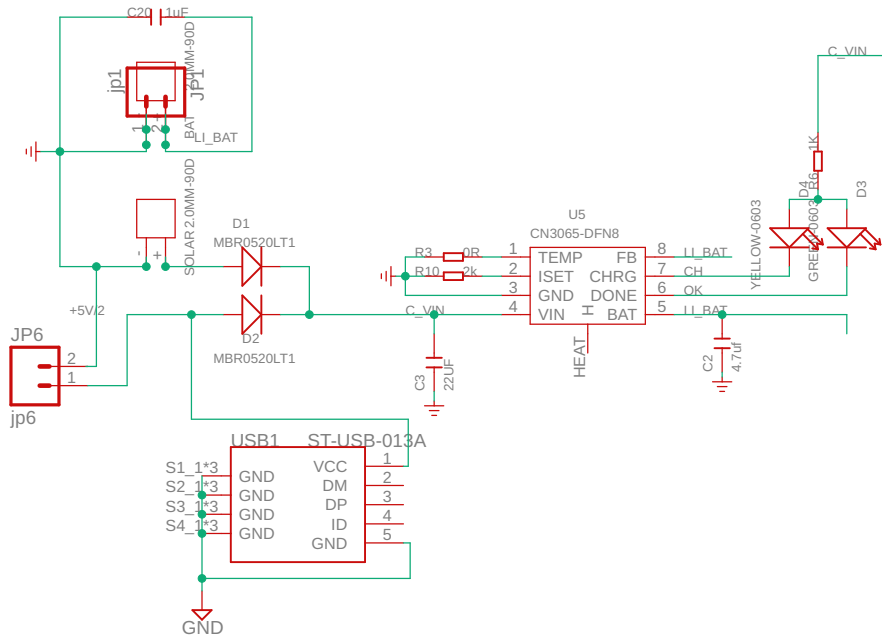 C20 1uF
2.0MM-90D
jp1
JP1
1 -
2 +
BAT
LI_BAT
C_VIN
1K
R6
D4
D3
YELLOW-0603
GREEN-0603
SOLAR 2.0MM-90D
- +
D1
MBR0520LT1
D2
MBR0520LT1
+5V/2
JP6
2
1
jp6
U5
CN3065-DFN8
R3 0R
R10 2k
1 TEMP FB 8 LI_BAT
2 ISET CHRG 7 CH
3 GND DONE 6 OK
C_VIN 4 VIN H BAT 5 LI_BAT
HEAT
C3
22UF
C2
4.7uf
USB1 ST-USB-013A
S1_1*3 GND VCC 1
S2_1*3 GND DM 2
S3_1*3 GND DP 3
S4_1*3 GND ID 4
GND 5
GND